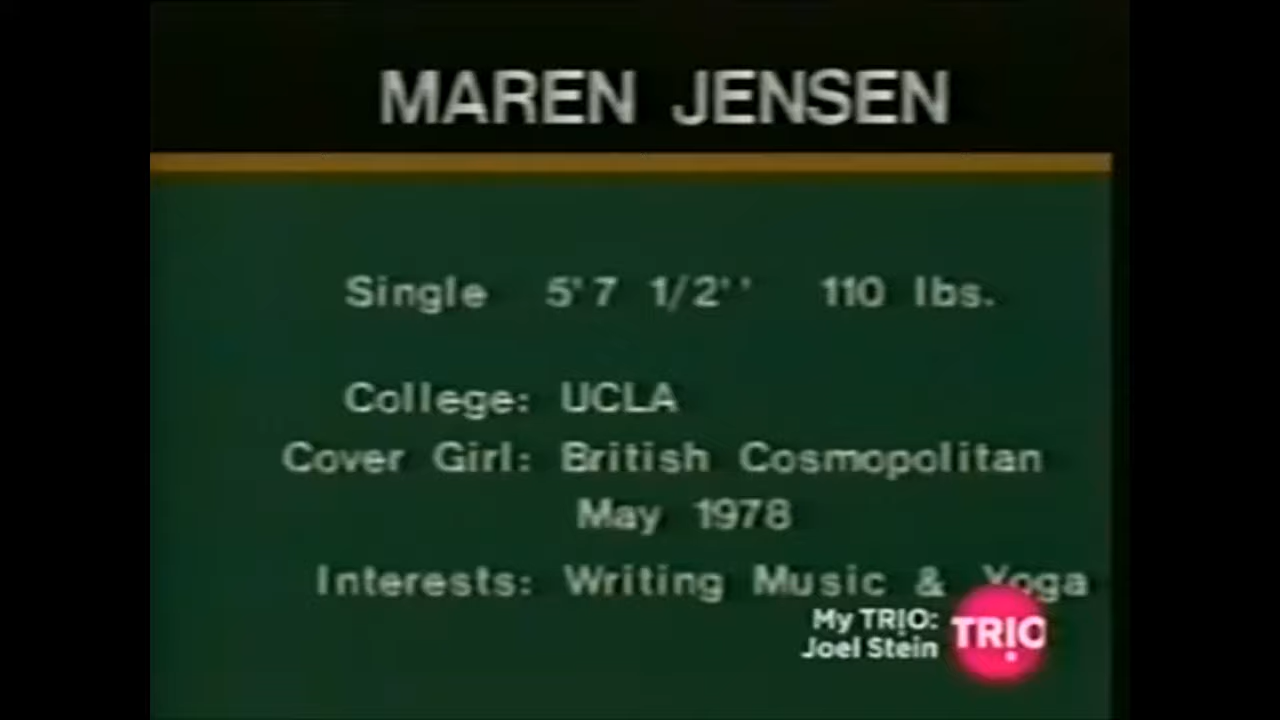 MAREN JENSEN
Single 5'7 1/2'' 110 lbs.
College: UCLA
Cover Girl: British Cosmopolitan
May 1978
Interests: Writing Music & Yoga
My TRIO:
Joel Stein
TRIO